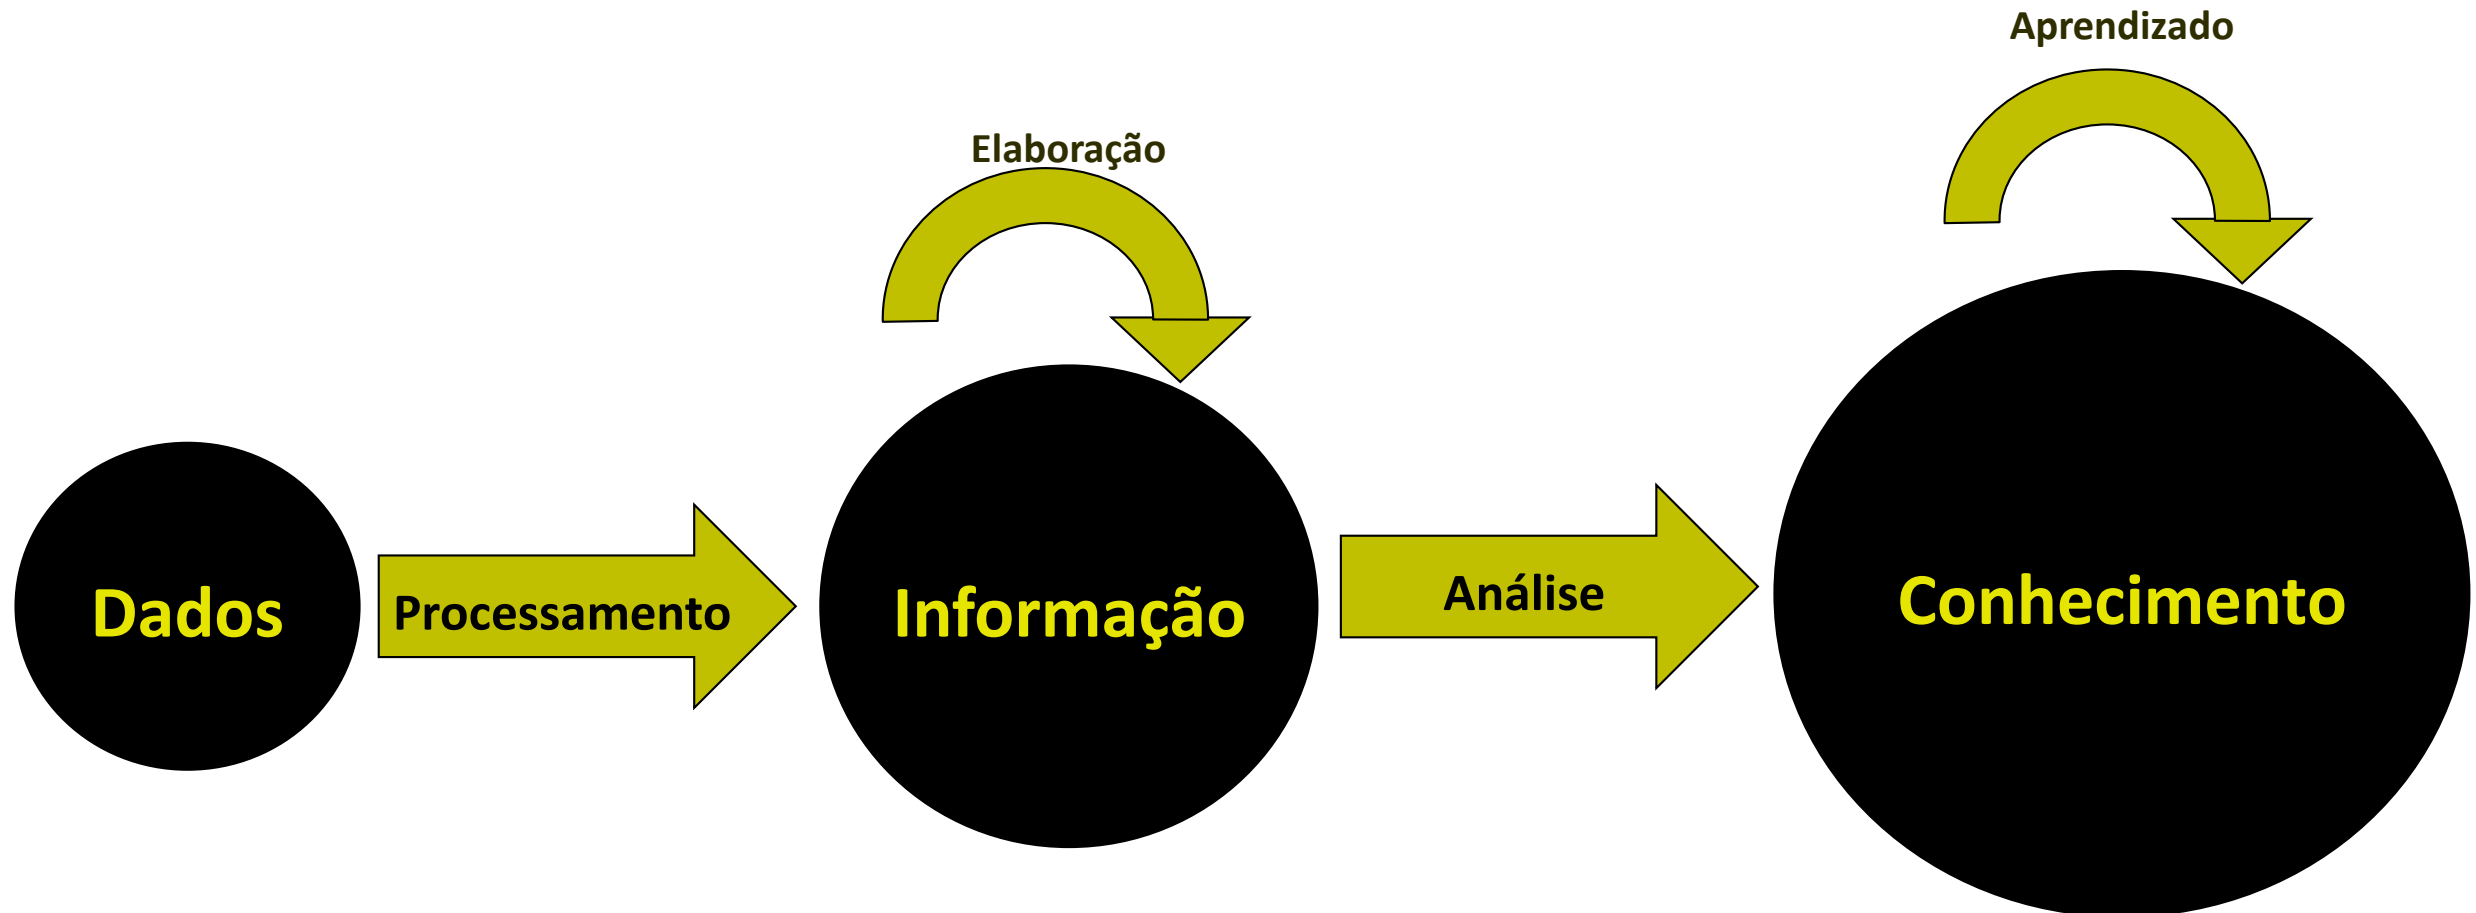 Aprendizado
Elaboração
Dados
Processamento
Informação
Análise
Conhecimento